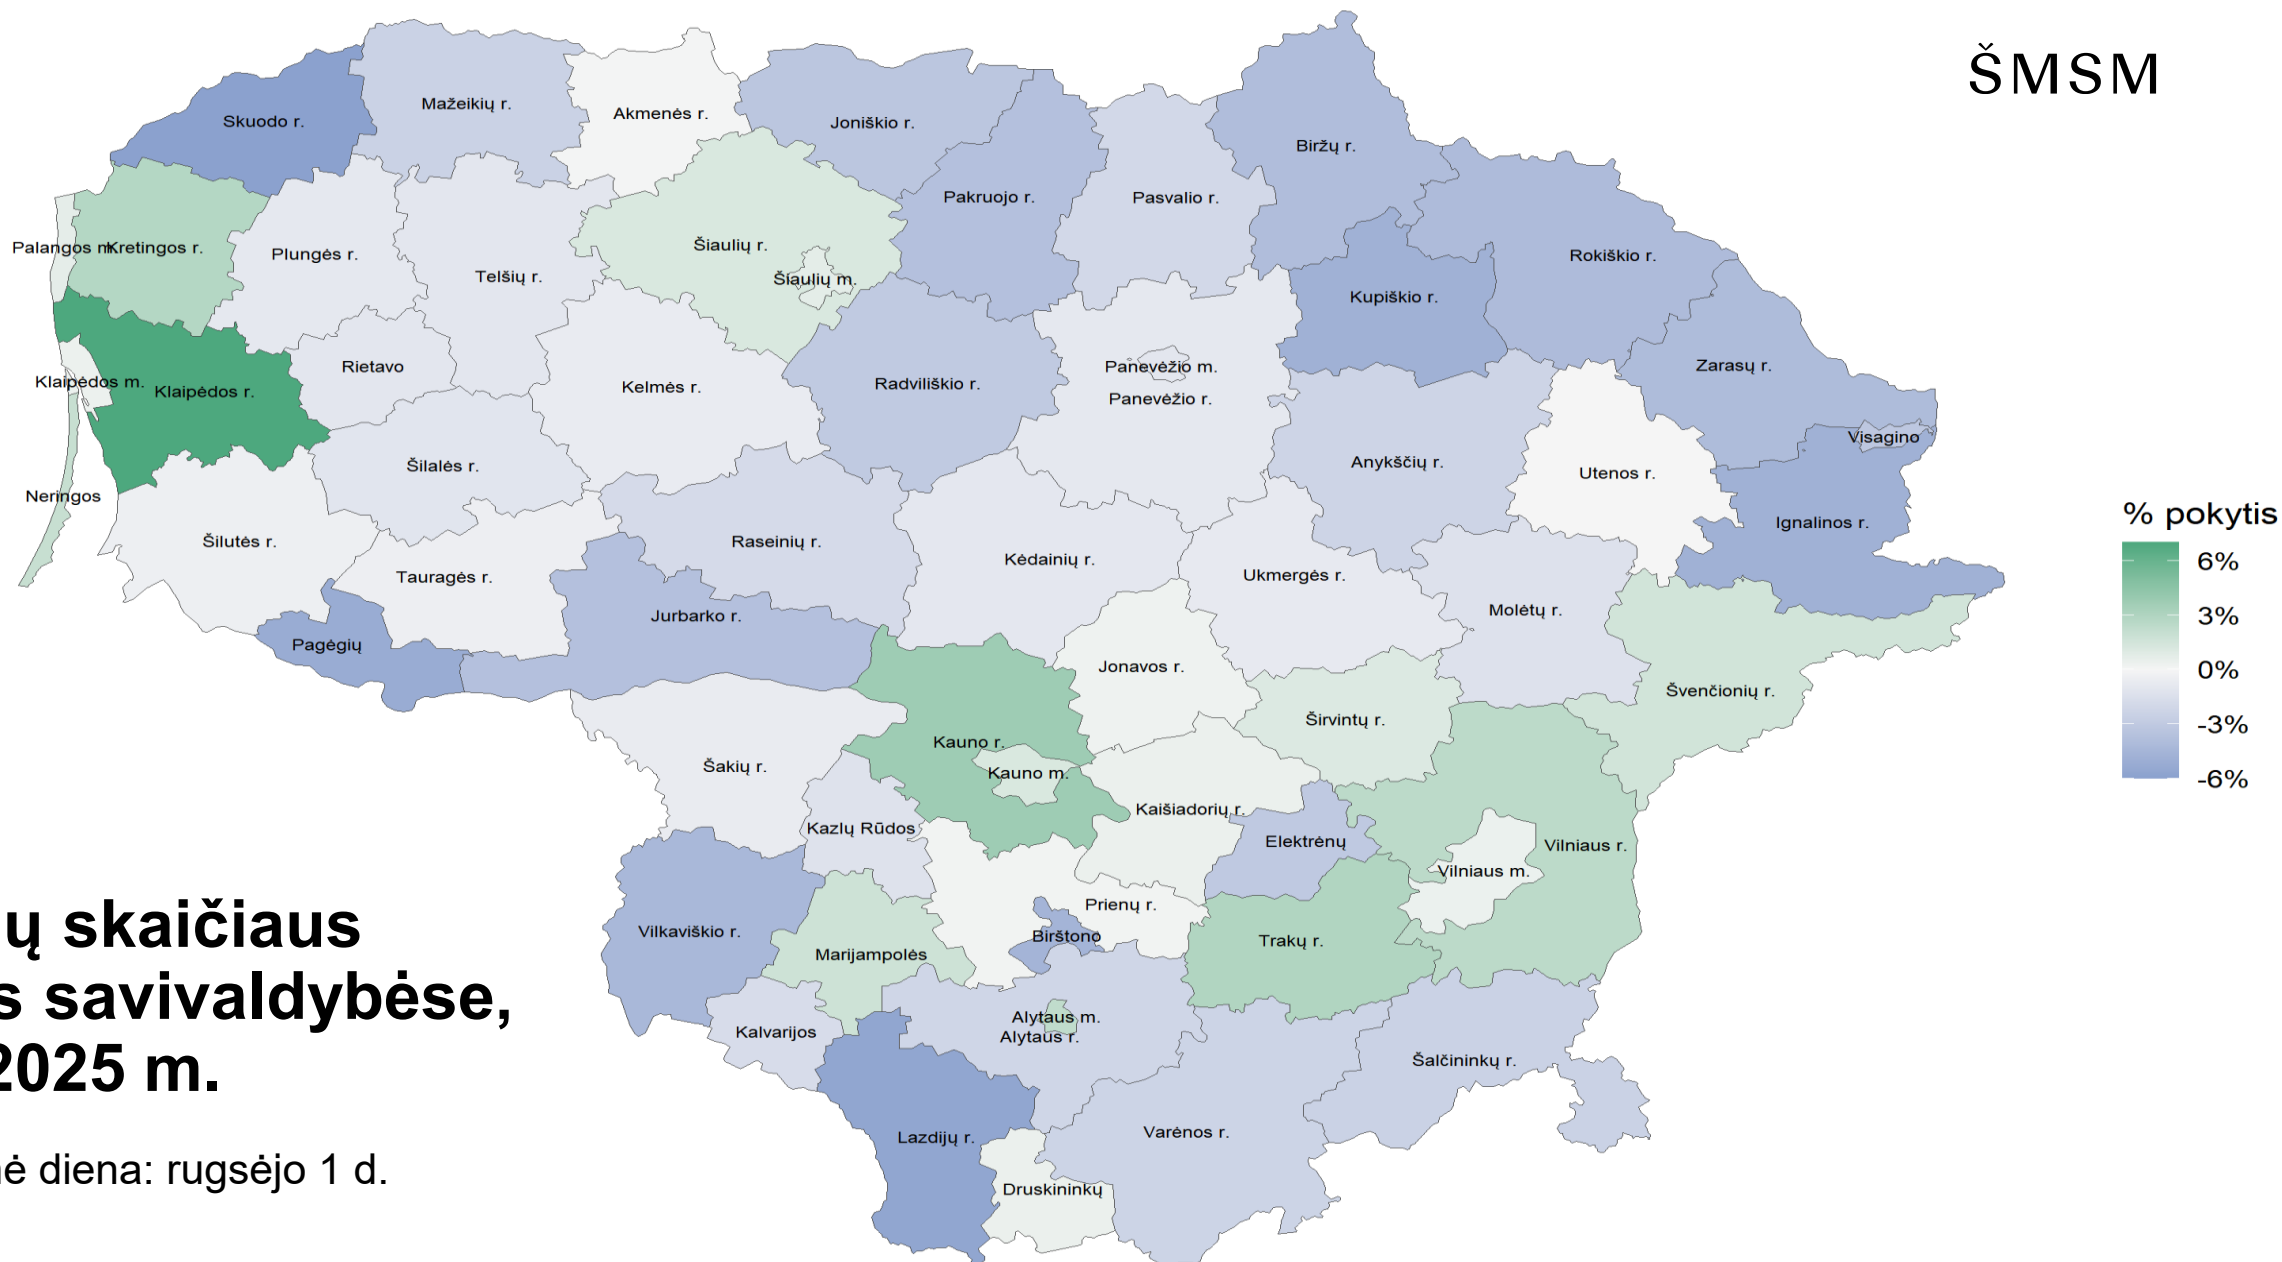 ŠMSM
Skuodo r.
Mažeikių r.
Akmenės r.
Joniškio r.
Biržų r.
Pakruojo r.
Pasvalio r.
Palangos m.
Kretingos r.
Plungės r.
Telšių r.
Šiaulių r.
Šiaulių m.
Rokiškio r.
Kupiškio r.
Klaipėdos m.
Klaipėdos r.
Rietavo
Kelmės r.
Radviliškio r.
Panevėžio m.
Panevėžio r.
Zarasų r.
Visagino
Neringos
Šilalės r.
Anykščių r.
Utenos r.
Ignalinos r.
Šilutės r.
Tauragės r.
Raseinių r.
Kėdainių r.
Ukmergės r.
Molėtų r.
Pagėgių
Jurbarko r.
Jonavos r.
Širvintų r.
Švenčionių r.
Šakių r.
Kauno r.
Kauno m.
Kaišiadorių r.
Kazlų Rūdos
Elektrėnų
Vilniaus r.
Vilniaus m.
Vilkaviškio r.
Marijampolės
Prienų r.
Birštono
Trakų r.
Kalvarijos
Alytaus m.
Alytaus r.
Šalčininkų r.
Lazdijų r.
Varėnos r.
Druskininkų
% pokytis
6%
3%
0%
-3%
-6%
ų skaičiaus
s savivaldybėse,
2025 m.
ė diena: rugsėjo 1 d.